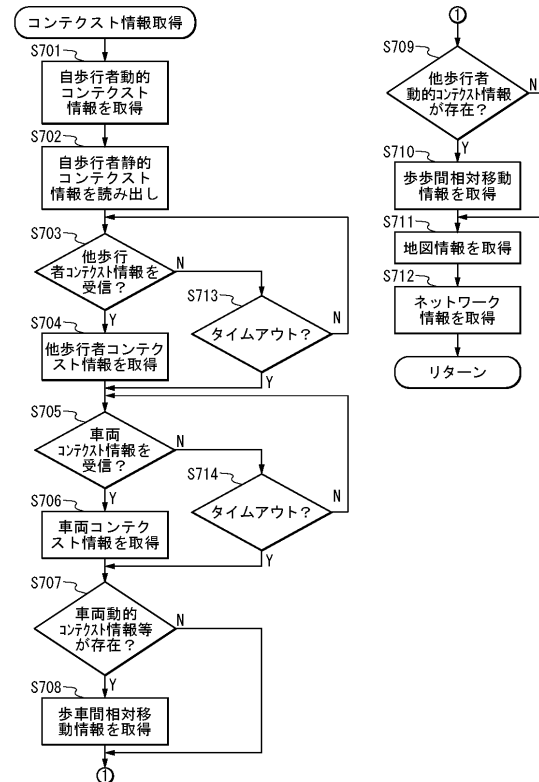 コンテクスト情報取得
S701
自歩行者動的
コンテクスト
情報を取得
S702
自歩行者静的
コンテクスト
情報を読み出し
S703
他歩行
者コンテクスト情報を
受信?
N
Y
S713
タイムアウト?
N
Y
S704
他歩行者コンテク
スト情報を取得
S705
車両
コンテクスト情報を
受信?
N
Y
S714
タイムアウト?
N
Y
S706
車両コンテク
スト情報を取得
S707
車両動的
コンテクスト情報等
が存在?
N
Y
S708
歩車間相対移
動情報を取得
1
1
S709
他歩行者
動的コンテクスト情報
が存在?
N
Y
S710
歩歩間相対移動
情報を取得
S711
地図情報を取得
S712
ネットワーク
情報を取得
リターン